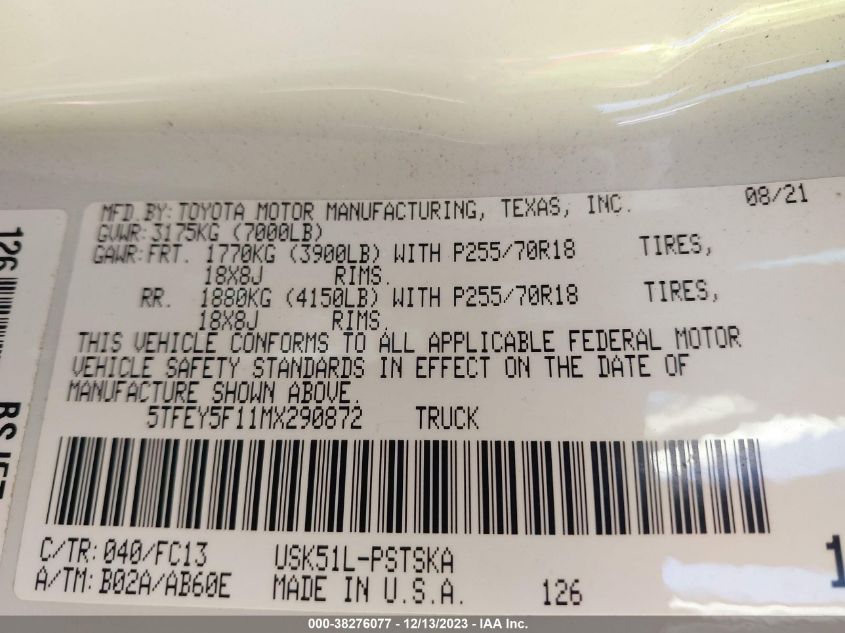 MFD.BY: TOYOTA MOTOR MANUFACTURING, TEXAS, INC. 08/21
GVWR: 3175KG (7000LB)
GAWR: FRT. 1770KG (3900LB) WITH P255/70R18 TIRES,
18X8J RIMS.
RR. 1880KG (4150LB) WITH P255/70R18 TIRES,
18X8J RIMS.
THIS VEHICLE CONFORMS TO ALL APPLICABLE FEDERAL MOTOR
VEHICLE SAFETY STANDARDS IN EFFECT ON THE DATE OF
MANUFACTURE SHOWN ABOVE.
5TFEY5F11MX290872 TRUCK
C/TR: 040/FC13 USK51L-PSTSKA
A/TM: B02A/AB60E MADE IN U.S.A. 126
126
000-38276077 - 12/13/2023 - IAA Inc.